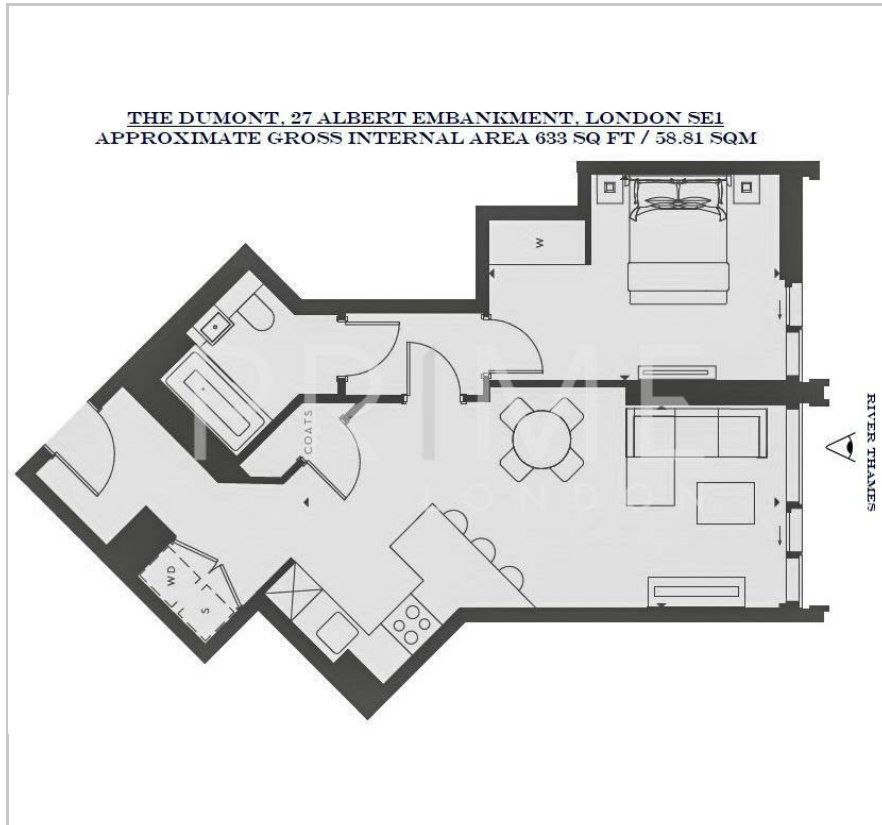 THE DUMONT, 27 ALBERT EMBANKMENT, LONDON SE1
APPROXIMATE GROSS INTERNAL AREA 633 SQ FT / 58.81 SQM
W
PRIME
LONDON
COATS
RIVER THAMES
WD
S